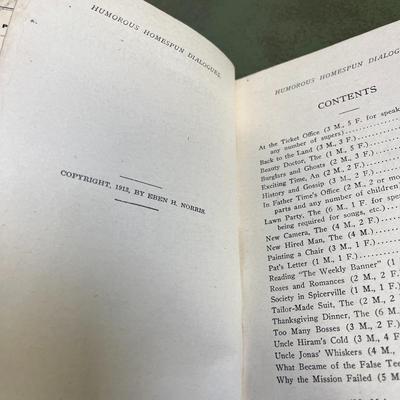 HUMOROUS HOMESPUN DIALOGUES.
COPYRIGHT, 1912, BY EBEN H. NORRIS.
HUMOROUS HOMESPUN
CONTENTS
At the Ticket Office (3 M., 5 F. for
any number of supers)
Back to the Land (3 M., 3 F.)
Beauty Doctor, The (1 M., 5 F.)
Burglars and Ghosts (2 M., 2 F.)
Exciting Time, An (2 M., 2 F.)
History and Gossip (3 M., 3 F.)
In Father Time's Office (2 M., 2 or
parts and any number of children)
Lawn Party, The (6 M., 1 F. for
being required for songs, etc.)
New Camera, The (4 M., 2 F.)
New Hired Man, The (4 M.)
Painting a Chair (3 M., 1 F.)
Pat's Letter (1 M., 1 F.)
Reading "The Weekly Banner" (1
Roses and Romances (2 M., 2 F.)
Society in Spicerville (1 M., 1 F.)
Tailor-Made Suit, The (2 M., 2
Thanksgiving Dinner, The (6 M.
Too Many Bosses (3 M., 2 F.)
Uncle Hiram's Cold (3 M., 2 F.
Uncle Jonas' Whiskers (4 M.,
What Became of the False
Why the Mission Failed (5 M.